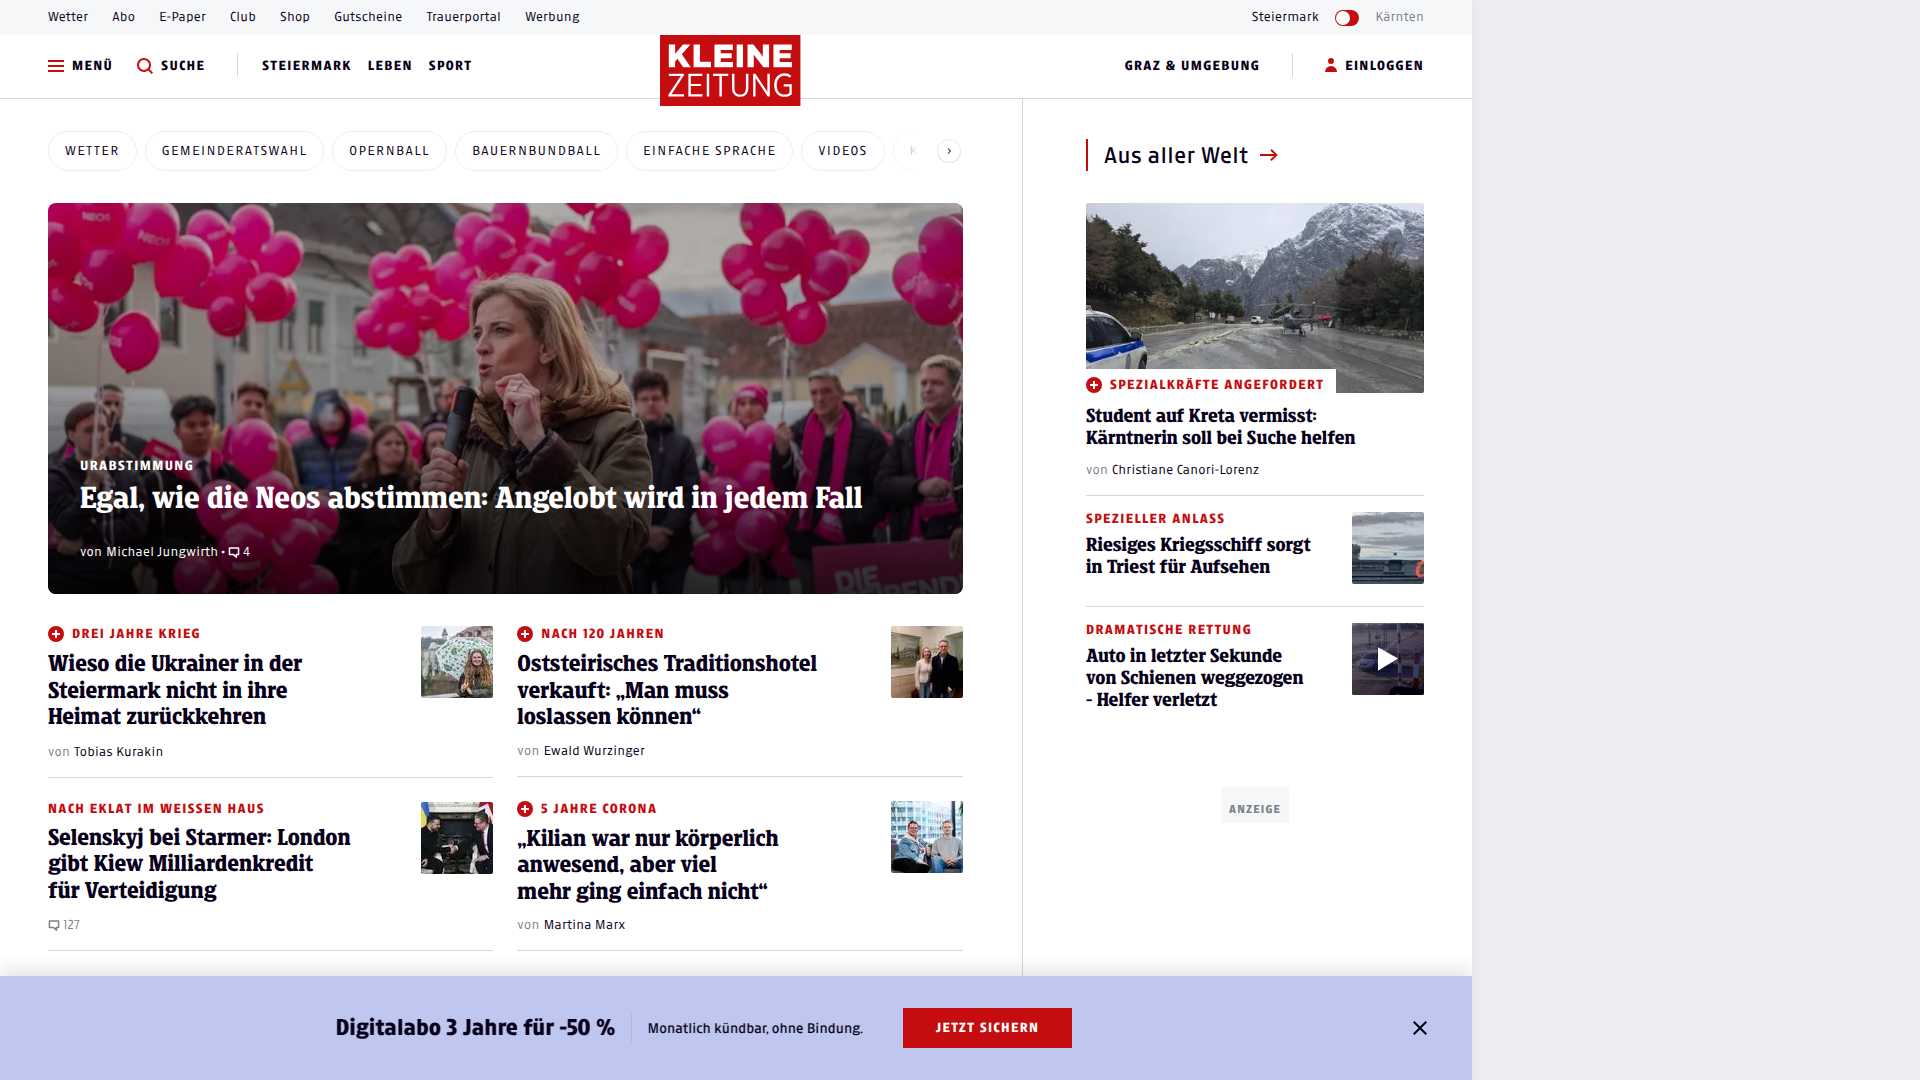 Wetter Abo E-Paper Club Shop Gutscheine Trauerportal Werbung Steiermark Kärnten
MENÜ SUCHE STEIERMARK LEBEN SPORT KLEINE ZEITUNG GRAZ & UMGEBUNG EINLOGGEN
WETTER GEMEINDERATSWAHL OPERNBALL BAUERNBUNDBALL EINFACHE SPRACHE VIDEOS K
NEOS
NEOS
URABSTIMMUNG
Egal, wie die Neos abstimmen: Angelobt wird in jedem Fall
von Michael Jungwirth • 4
DIE
DREI JAHRE KRIEG
Wieso die Ukrainer in der
Steiermark nicht in ihre
Heimat zurückkehren
von Tobias Kurakin
NACH 120 JAHREN
Oststeirisches Traditionshotel
verkauft: „Man muss
loslassen können“
von Ewald Wurzinger
NACH EKLAT IM WEISSEN HAUS
Selenskyj bei Starmer: London
gibt Kiew Milliardenkredit
für Verteidigung
127
5 JAHRE CORONA
„Kilian war nur körperlich
anwesend, aber viel
mehr ging einfach nicht“
von Martina Marx
Aus aller Welt
SPEZIALKRÄFTE ANGEFORDERT
Student auf Kreta vermisst:
Kärntnerin soll bei Suche helfen
von Christiane Canori-Lorenz
SPEZIELLER ANLASS
Riesiges Kriegsschiff sorgt
in Triest für Aufsehen
DRAMATISCHE RETTUNG
Auto in letzter Sekunde
von Schienen weggezogen
- Helfer verletzt
ANZEIGE
Digitalabo 3 Jahre für -50 % Monatlich kündbar, ohne Bindung. JETZT SICHERN